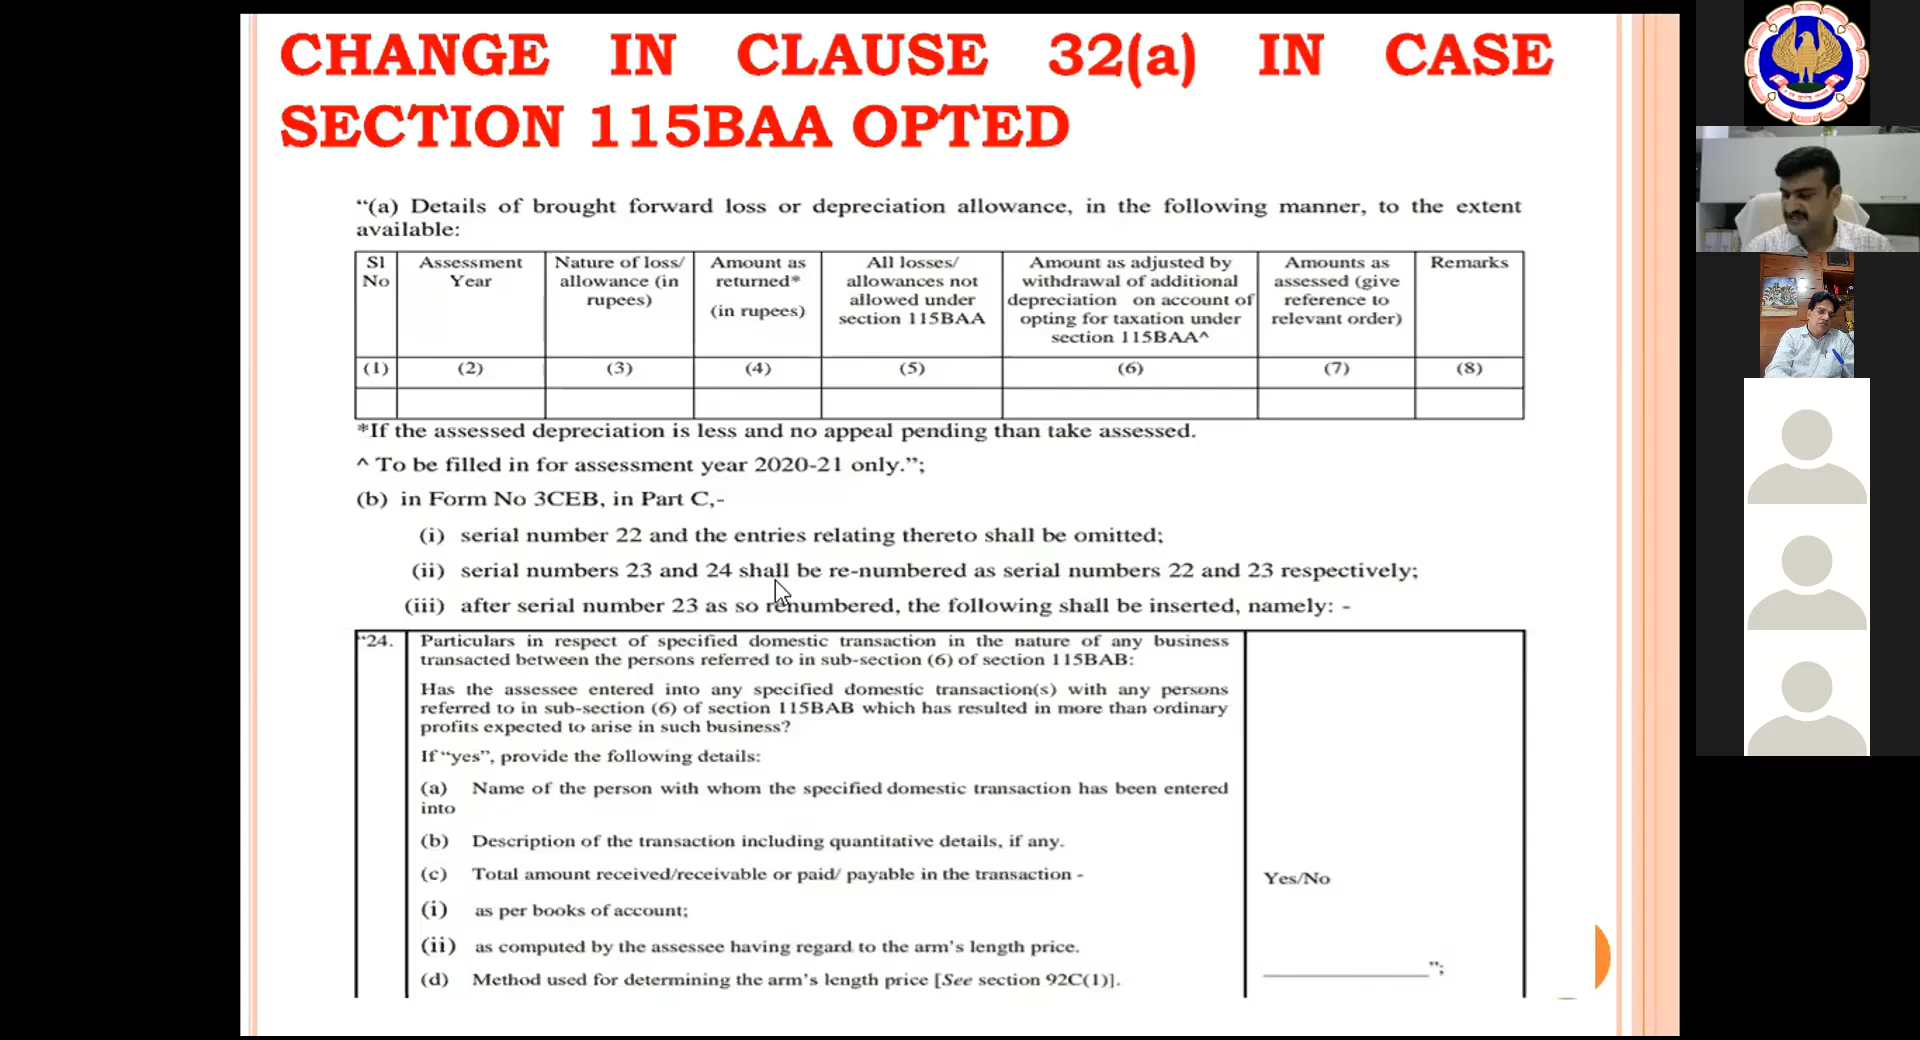 CHANGE IN CLAUSE 32(a) IN CASE
SECTION 115BAA OPTED
“(a) Details of brought forward loss or depreciation allowance, in the following manner, to the extent
available:
Sl No
Assessment Year
Nature of loss/ allowance (in rupees)
Amount as returned* (in rupees)
All losses/ allowances not allowed under section 115BAA
Amount as adjusted by withdrawal of additional depreciation on account of opting for taxation under section 115BAA^
Amounts as assessed (give reference to relevant order)
Remarks
(1) (2) (3) (4) (5) (6) (7) (8)
*If the assessed depreciation is less and no appeal pending than take assessed.
^ To be filled in for assessment year 2020-21 only.”;
(b) in Form No 3CEB, in Part C,-
(i) serial number 22 and the entries relating thereto shall be omitted;
(ii) serial numbers 23 and 24 shall be re-numbered as serial numbers 22 and 23 respectively;
(iii) after serial number 23 as so renumbered, the following shall be inserted, namely: -
“24. Particulars in respect of specified domestic transaction in the nature of any business
transacted between the persons referred to in sub-section (6) of section 115BAB:
Has the assessee entered into any specified domestic transaction(s) with any persons
referred to in sub-section (6) of section 115BAB which has resulted in more than ordinary
profits expected to arise in such business?
If “yes”, provide the following details:
(a) Name of the person with whom the specified domestic transaction has been entered
into
(b) Description of the transaction including quantitative details, if any.
(c) Total amount received/receivable or paid/ payable in the transaction -
Yes/No
(i) as per books of account;
(ii) as computed by the assessee having regard to the arm’s length price.
____________”;
(d) Method used for determining the arm’s length price [See section 92C(1)].